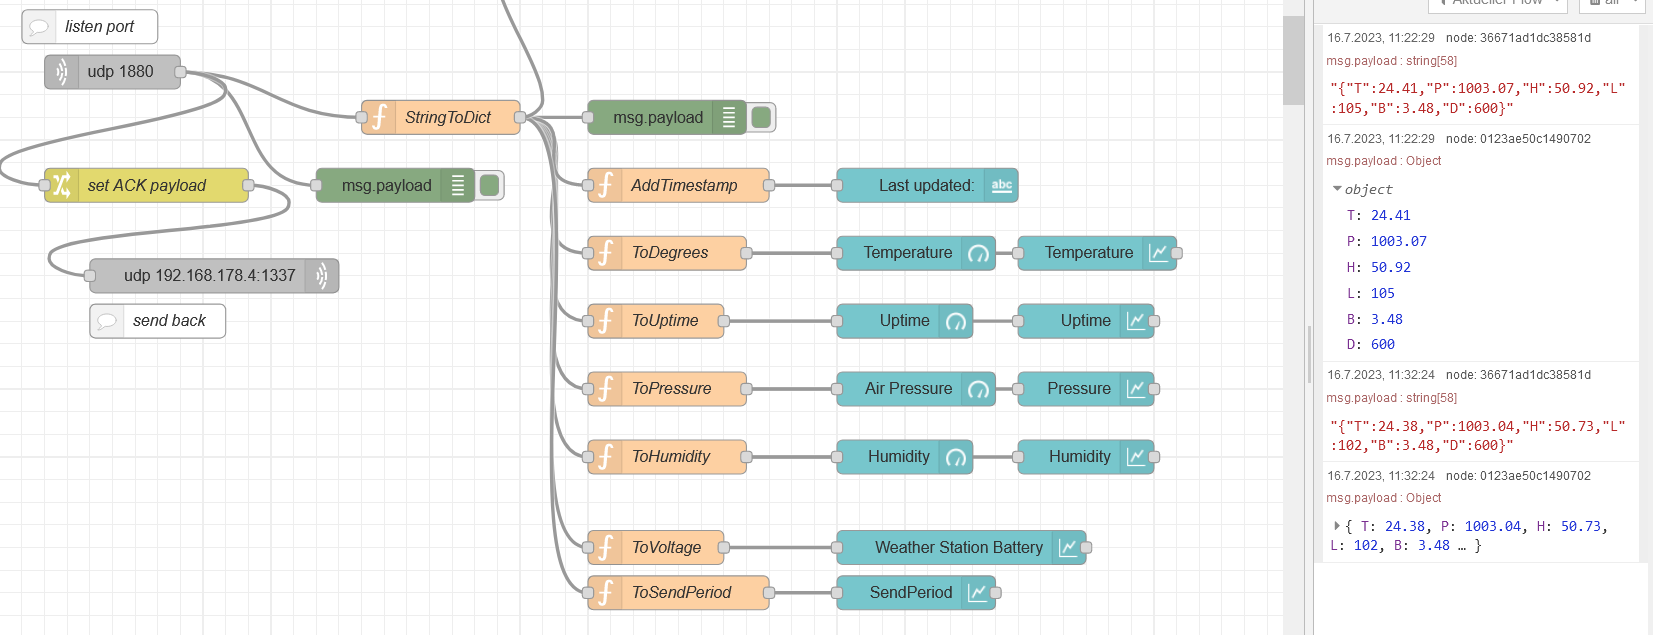 listen port
udp 1880
StringToDict
msg.payload
set ACK payload
msg.payload
AddTimestamp
Last updated:
abc
ToDegrees
Temperature
Temperature
udp 192.168.178.4:1337
send back
ToUptime
Uptime
Uptime
ToPressure
Air Pressure
Pressure
ToHumidity
Humidity
Humidity
ToVoltage
Weather Station Battery
ToSendPeriod
SendPeriod
Aktueller Flow
all
16.7.2023, 11:22:29 node: 36671ad1dc38581d
msg.payload : string[58]
"{"T":24.41,"P":1003.07,"H":50.92,"L"
:105,"B":3.48,"D":600}"
16.7.2023, 11:22:29 node: 0123ae50c1490702
msg.payload : Object
object
T: 24.41
P: 1003.07
H: 50.92
L: 105
B: 3.48
D: 600
16.7.2023, 11:32:24 node: 36671ad1dc38581d
msg.payload : string[58]
"{"T":24.38,"P":1003.04,"H":50.73,"L"
:102,"B":3.48,"D":600}"
16.7.2023, 11:32:24 node: 0123ae50c1490702
msg.payload : Object
{ T: 24.38, P: 1003.04, H: 50.73,
L: 102, B: 3.48 … }